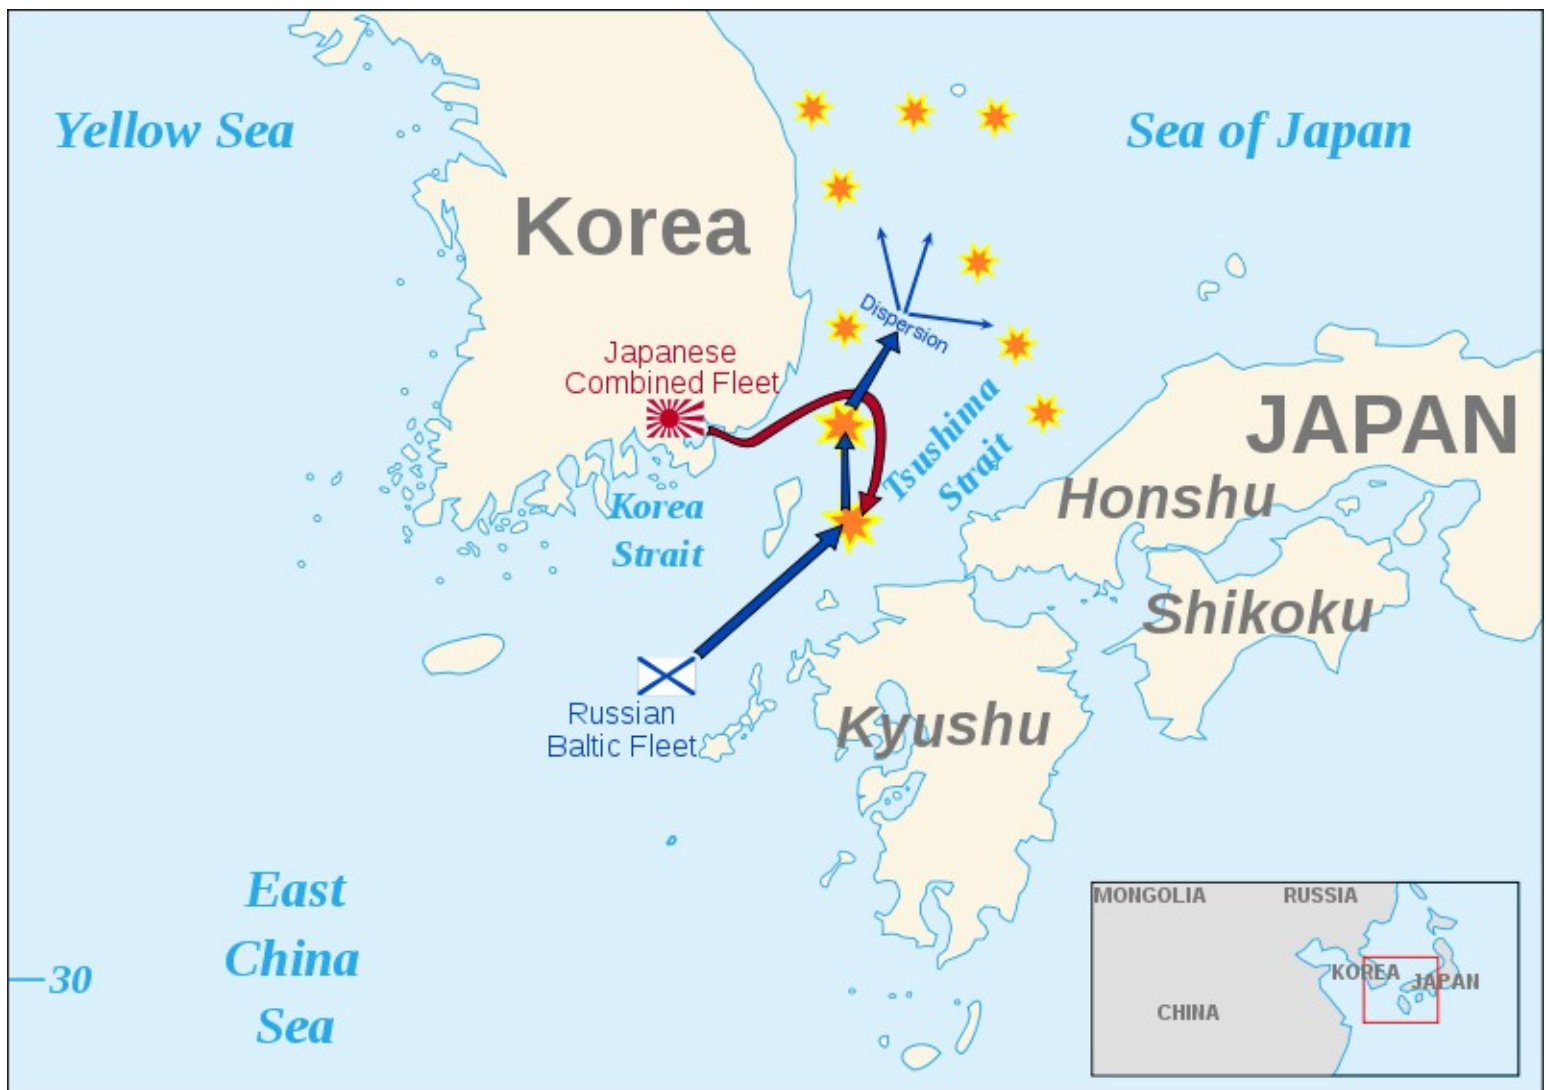 Yellow Sea
Sea of Japan
Korea
Dispersion
Japanese
Combined Fleet
Tsushima
Strait
JAPAN
Honshu
Korea
Strait
Shikoku
Russian
Baltic Fleet
Kyushu
East
China
Sea
30
MONGOLIA
RUSSIA
KOREA
JAPAN
CHINA